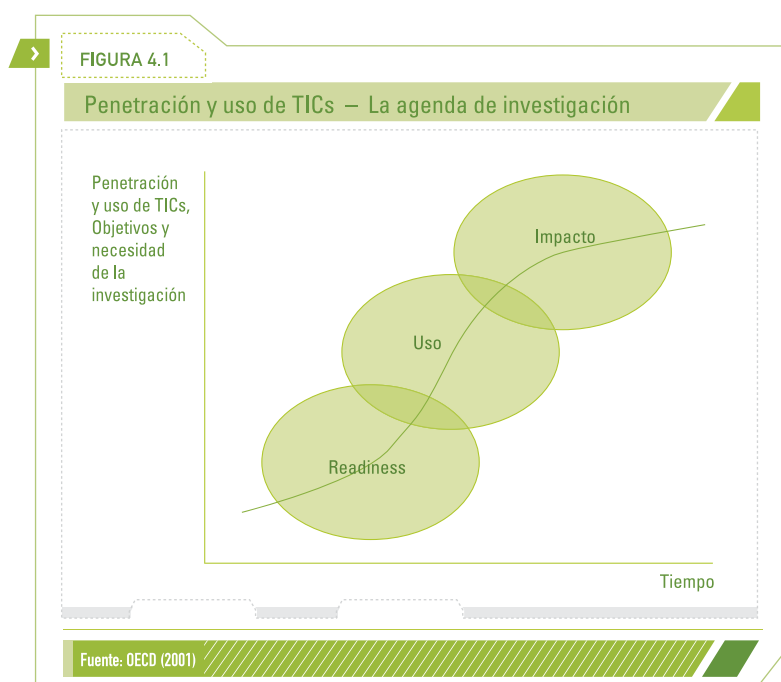 FIGURA 4.1
Penetración y uso de TICs – La agenda de investigación
Penetración
y uso de TICs,
Objetivos y
necesidad
de la
investigación
Impacto
Uso
Readiness
Tiempo
Fuente: OECD (2001)